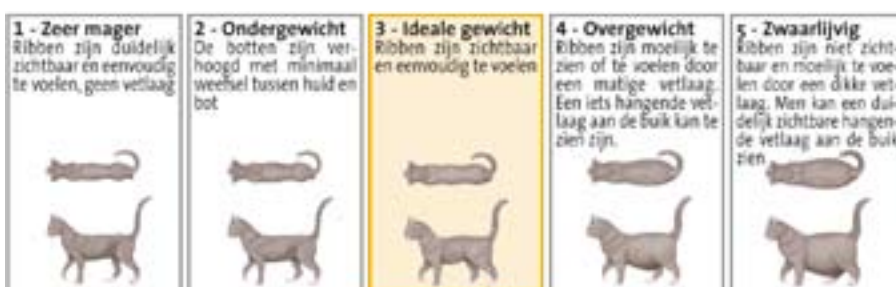 1 - Zeer mager
Ribben zijn duidelijk
zichtbaar en eenvoudig
te voelen, geen vetlaag
2 - Ondergewicht
De botten zijn ver-
hoogd met minimaal
weefsel tussen huid en
bot
3 - Ideale gewicht
Ribben zijn zichtbaar
en eenvoudig te voelen
4 - Overgewicht
Ribben zijn moeilijk te
zien of te voelen door
een matige vetlaag.
Een iets hangende vet-
laag aan de buik kan te
zien zijn.
5 - Zwaarlijvig
Ribben zijn niet zicht-
baar en moeilijk te voe-
len door een dikke vet-
laag. Men kan een dui-
delijk zichtbare hangen-
de vetlaag aan de buik
zien